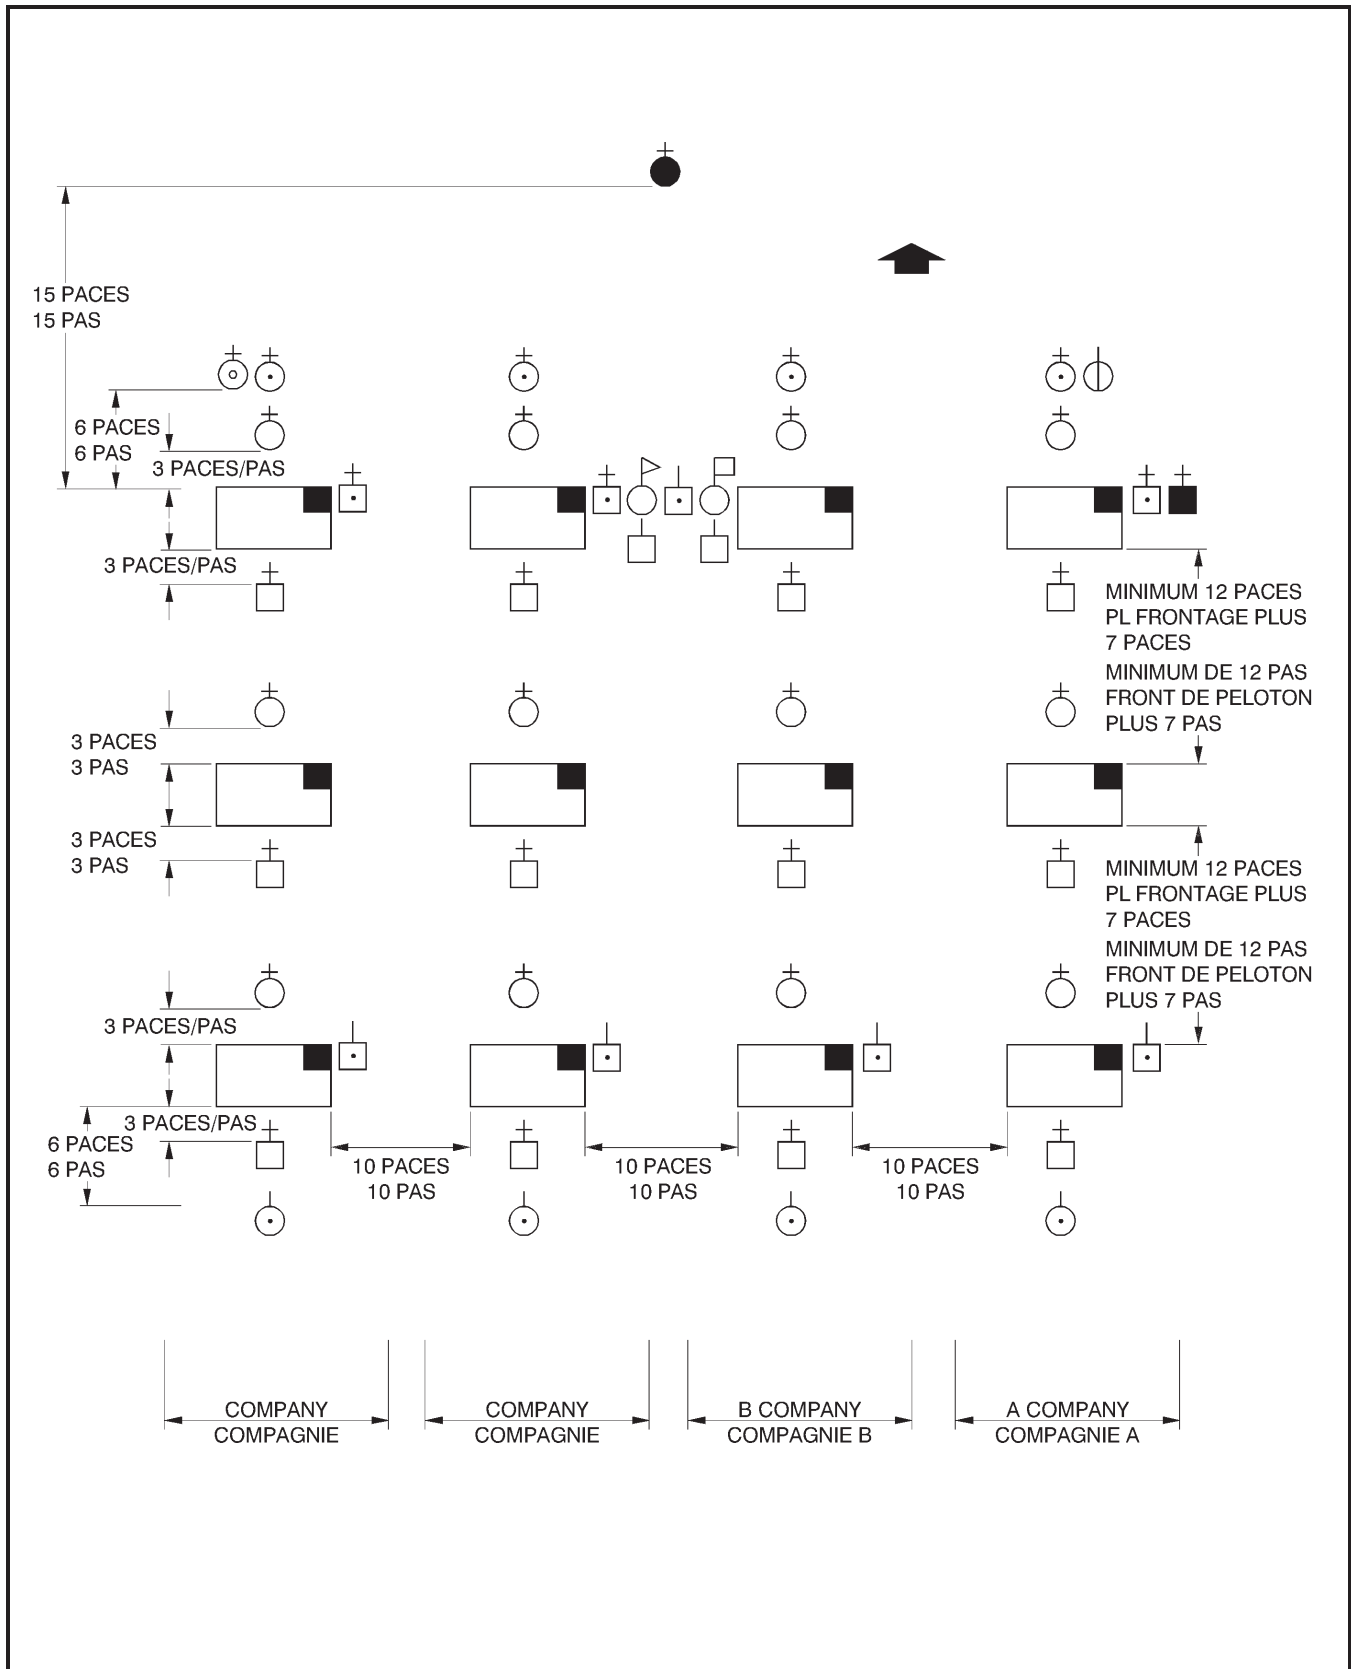 15 PACES
15 PAS
6 PACES
6 PAS
3 PACES/PAS
3 PACES/PAS
MINIMUM 12 PACES
PL FRONTAGE PLUS
7 PACES
MINIMUM DE 12 PAS
FRONT DE PELOTON
PLUS 7 PAS
3 PACES
3 PAS
3 PACES
3 PAS
MINIMUM 12 PACES
PL FRONTAGE PLUS
7 PACES
MINIMUM DE 12 PAS
FRONT DE PELOTON
PLUS 7 PAS
3 PACES/PAS
3 PACES/PAS
6 PACES
6 PAS
10 PACES
10 PAS
10 PACES
10 PAS
10 PACES
10 PAS
COMPANY
COMPAGNIE
COMPANY
COMPAGNIE
B COMPANY
COMPAGNIE B
A COMPANY
COMPAGNIE A